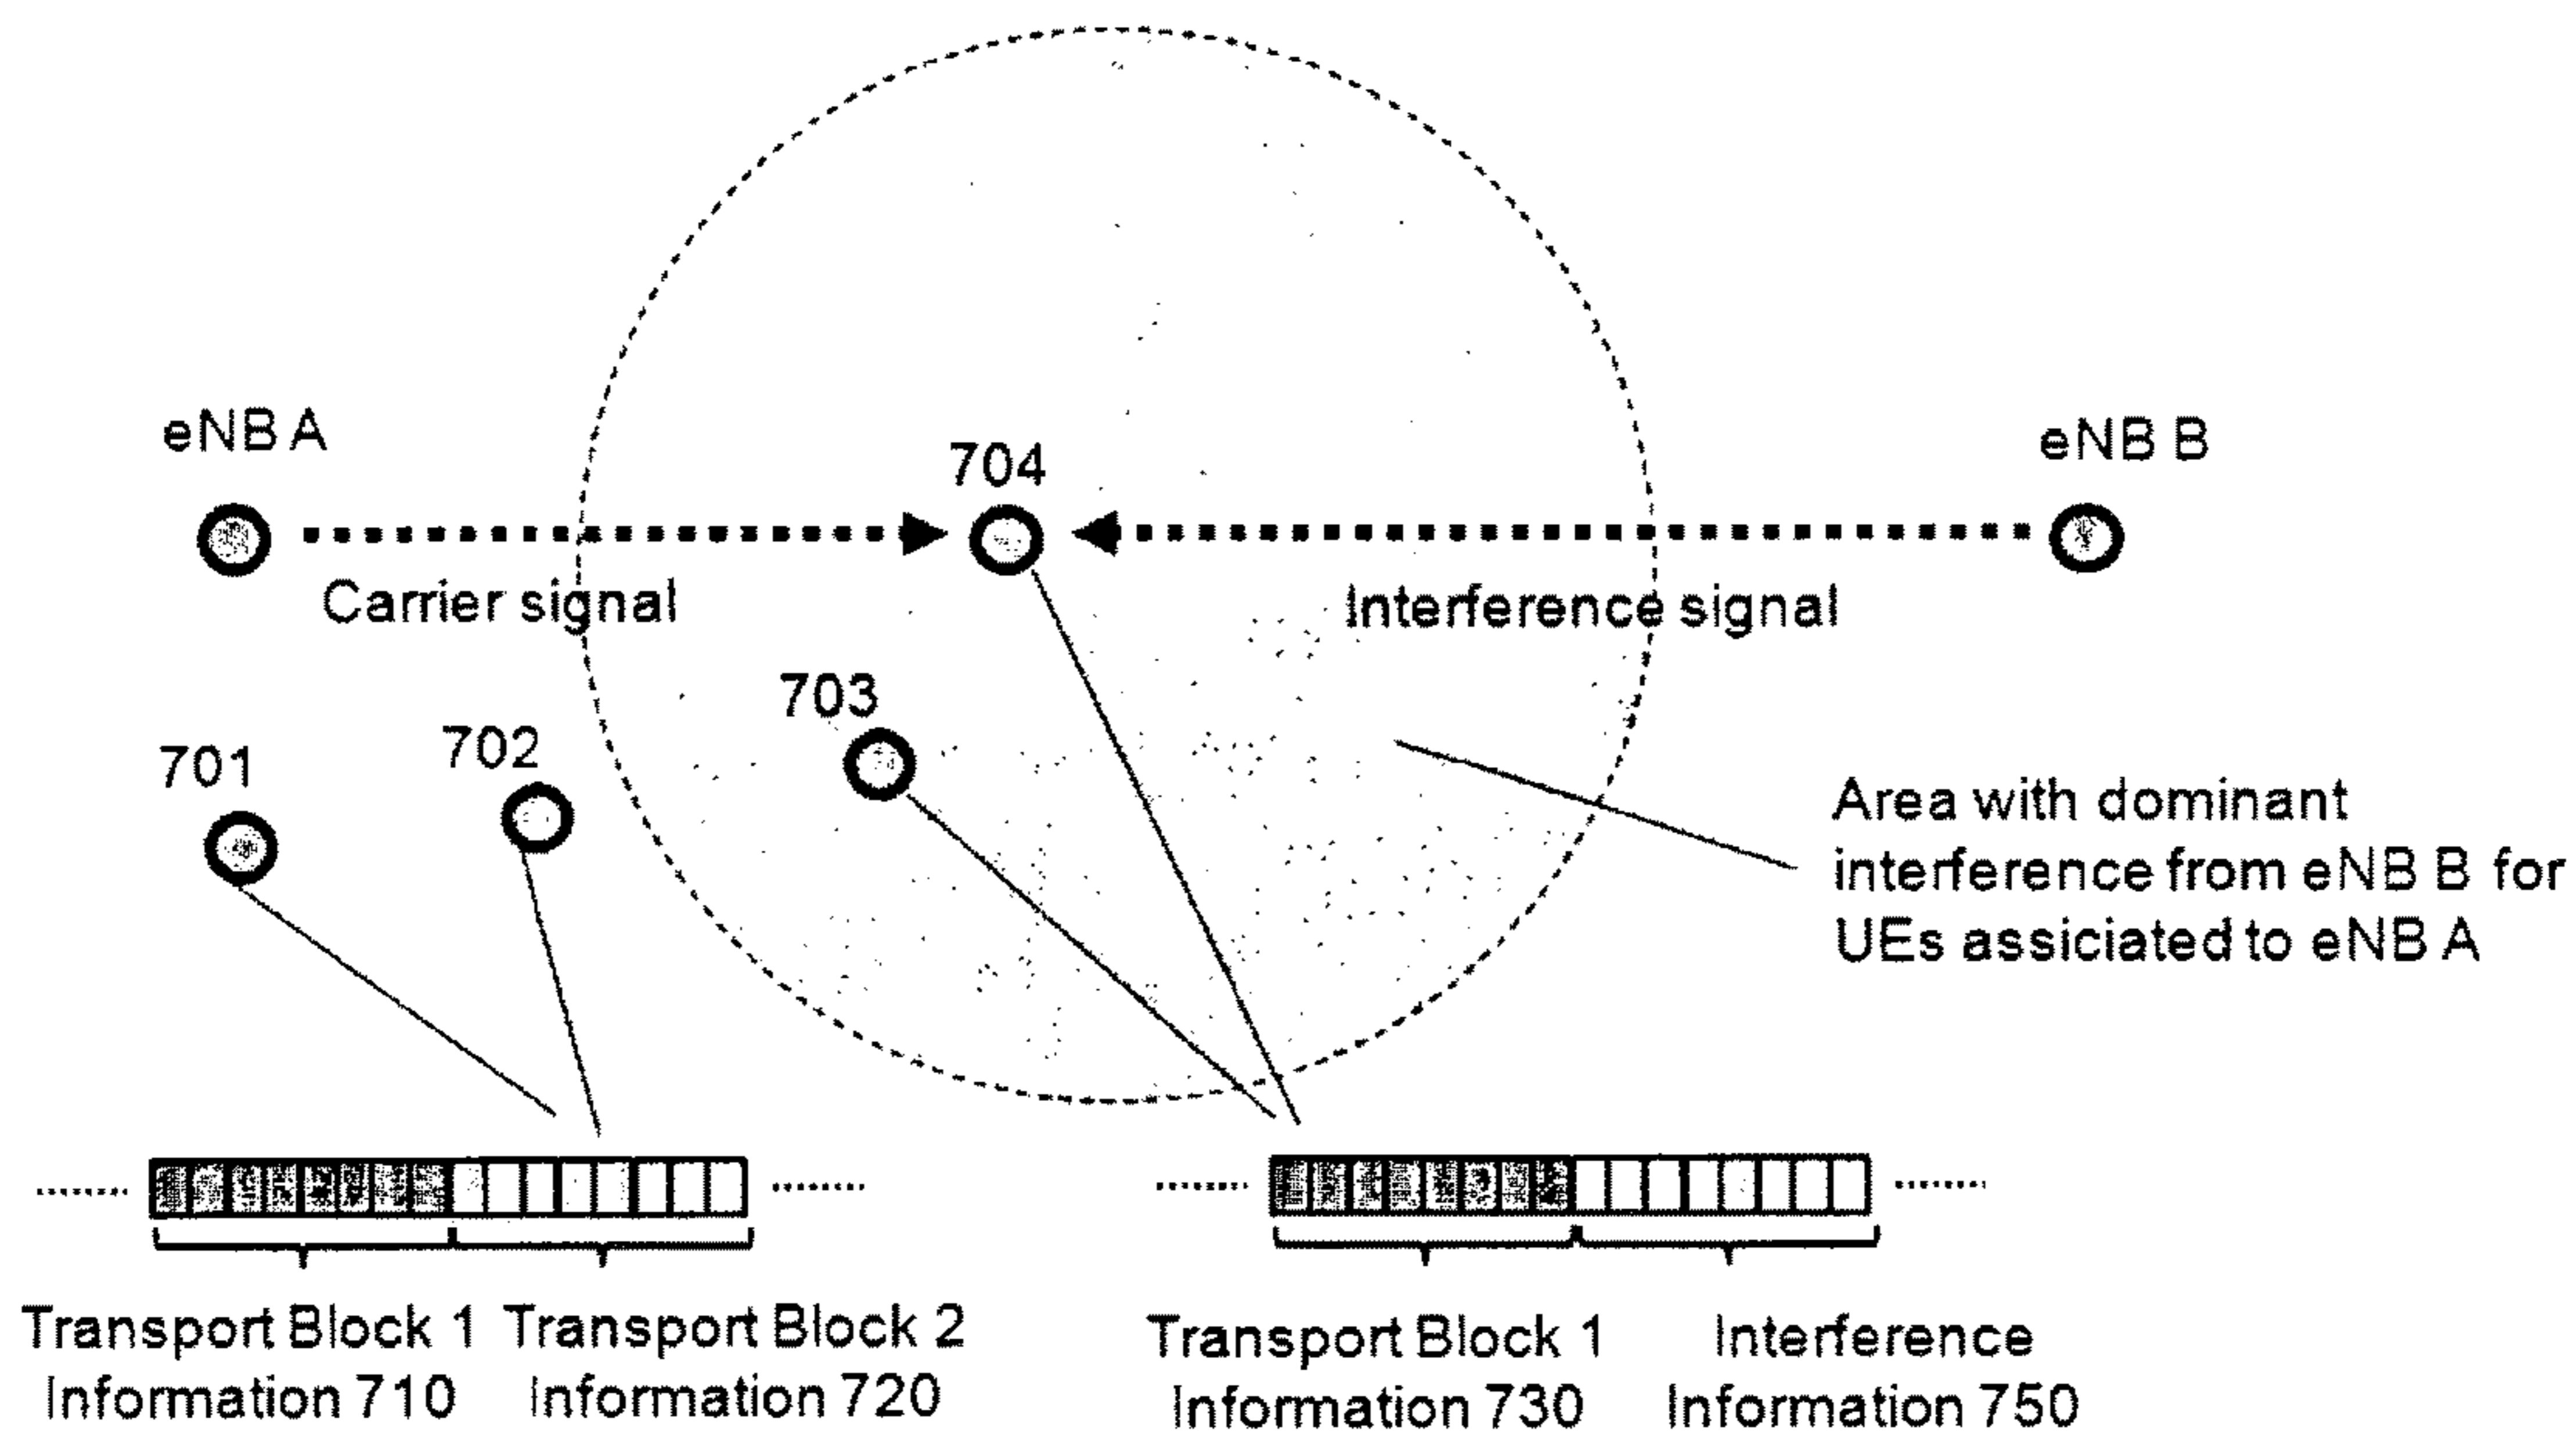 eNB A
eNB B
704
Carrier signal
Interference signal
703
702
701
Area with dominant
interference from eNB B for
UEs assiciated to eNB A
Transport Block 1
Information 710
Transport Block 2
Information 720
Transport Block 1
Information 730
Interference
Information 750